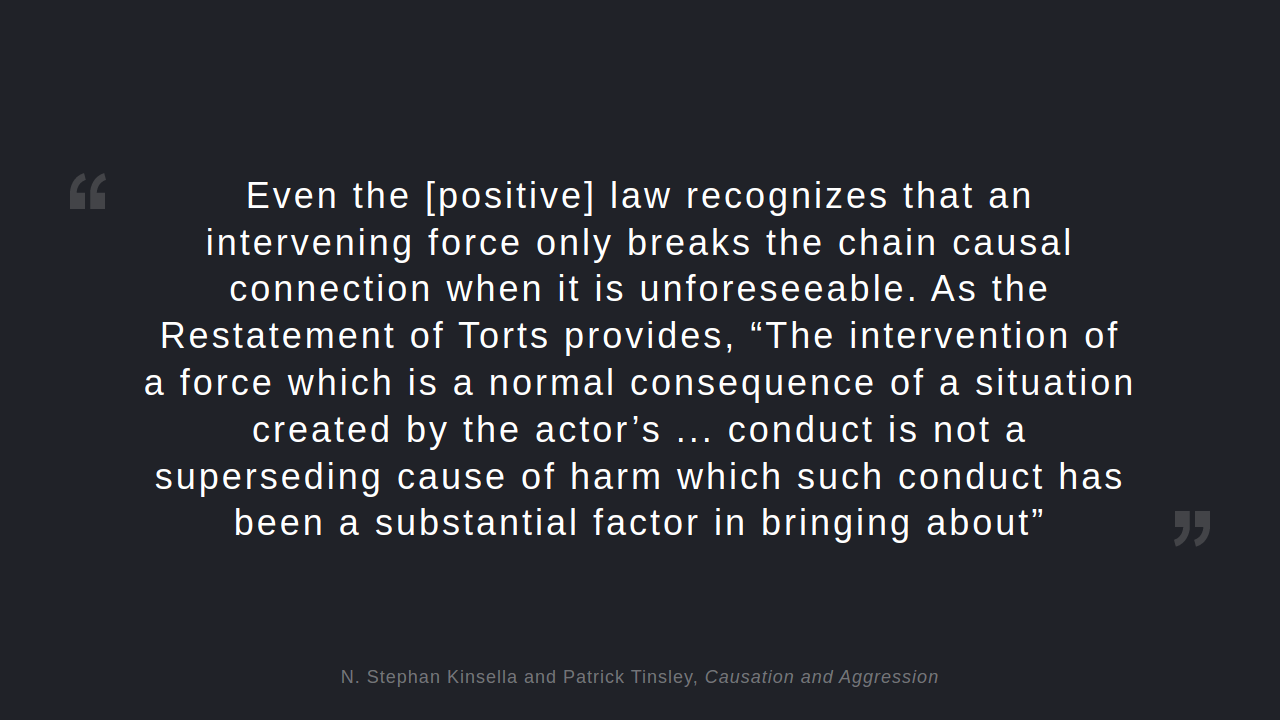 “
Even the [positive] law recognizes that an
intervening force only breaks the chain causal
connection when it is unforeseeable. As the
Restatement of Torts provides, “The intervention of
a force which is a normal consequence of a situation
created by the actor’s ... conduct is not a
superseding cause of harm which such conduct has
been a substantial factor in bringing about”
”
N. Stephan Kinsella and Patrick Tinsley, Causation and Aggression